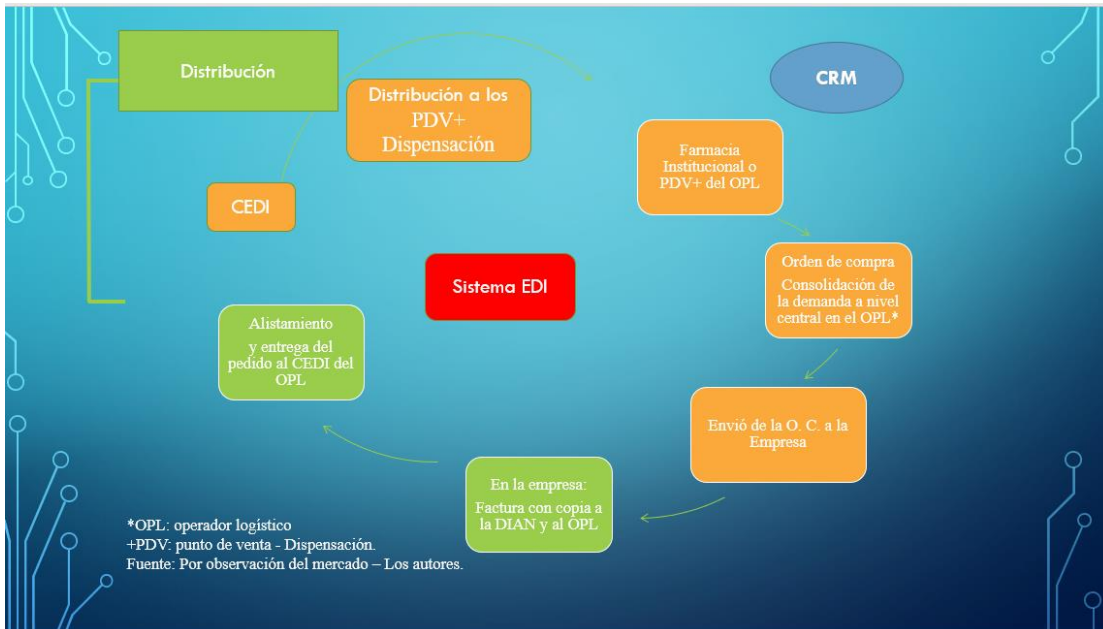 Distribución
CRM
Distribución a los
PDV+
Dispensación
Farmacia
Institucional o
PDV+ del OPL
CEDI
Orden de compra
Consolidación de
la demanda a nivel
central en el OPL*
Sistema EDI
Alistamiento
y entrega del
pedido al CEDI del
OPL
Envió de la O. C. a la
Empresa
En la empresa:
Factura con copia a
la DIAN y al OPL
*OPL: operador logístico
+PDV: punto de venta - Dispensación.
Fuente: Por observación del mercado – Los autores.